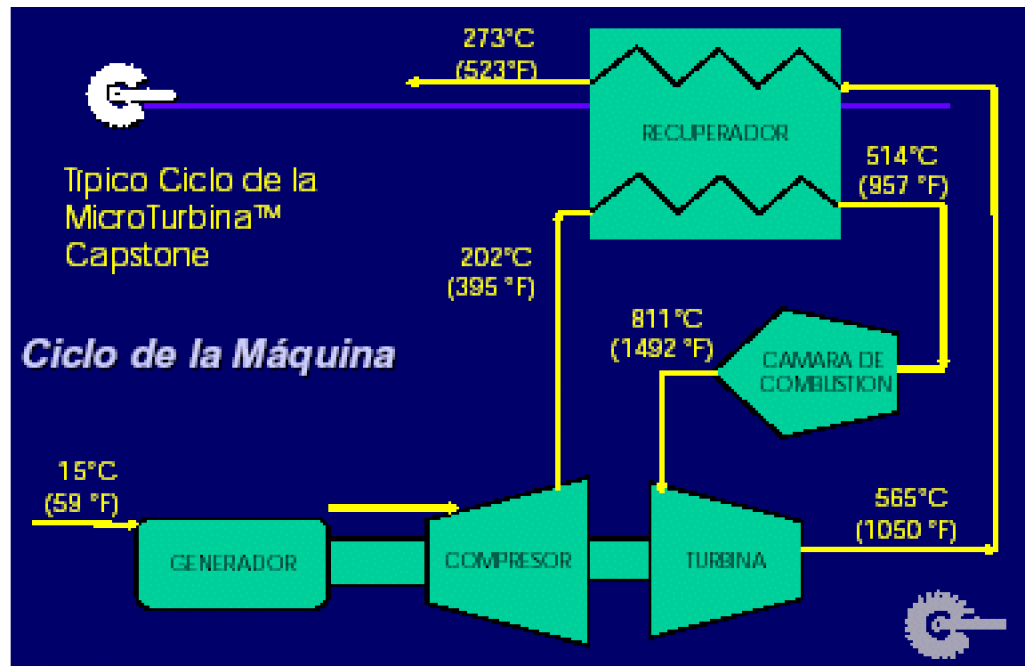 273°C
(523°F)
RECUPERADOR
514°C
(957 °F)
Tipico Ciclo de la
MicroTurbina™
Capstone
202°C
(395 °F)
811°C
(1492 °F)
Ciclo de la Máquina
CAMARA DE
COMBUSTION
15°C
(59 °F)
565°C
(1050 °F)
GENERADOR
COMPRESOR
TURBINA